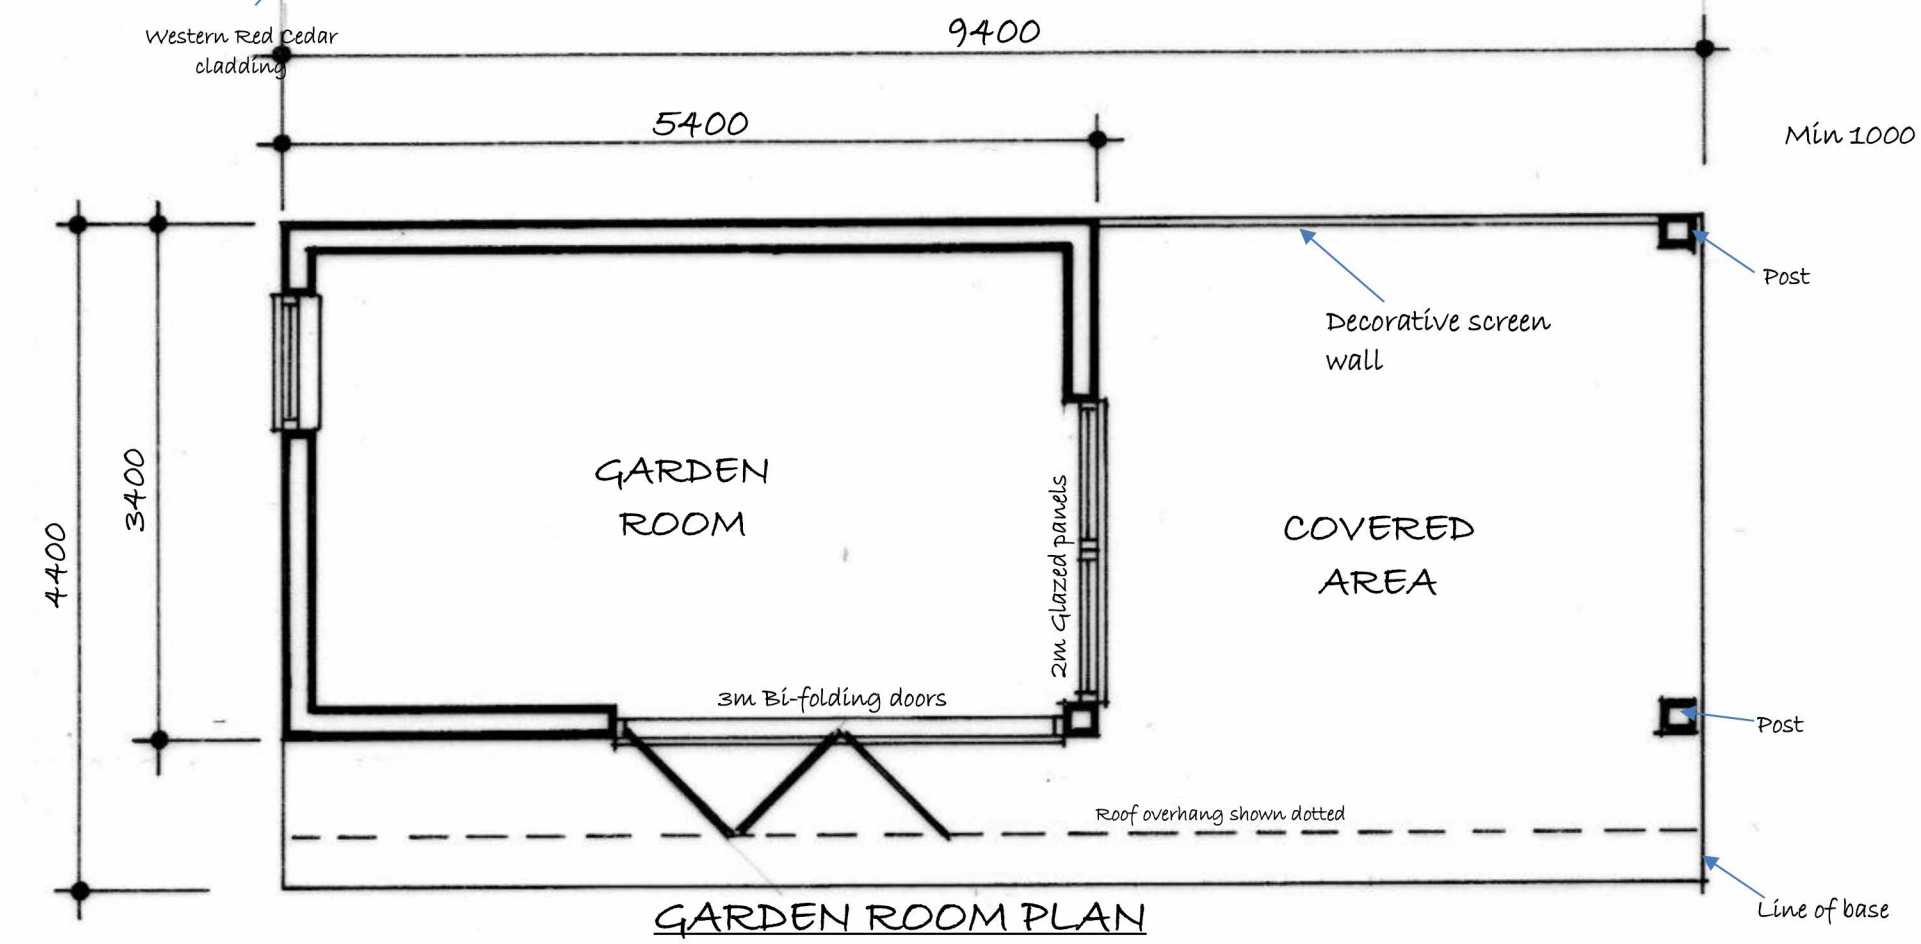 Western Red Cedar
cladding
9400
5400
Min 1000
Post
Decorative screen
wall
GARDEN
ROOM
3400
4400
2m Glazed panels
COVERED
AREA
3m Bi-folding doors
Post
Roof overhang shown dotted
Line of base
GARDEN ROOM PLAN